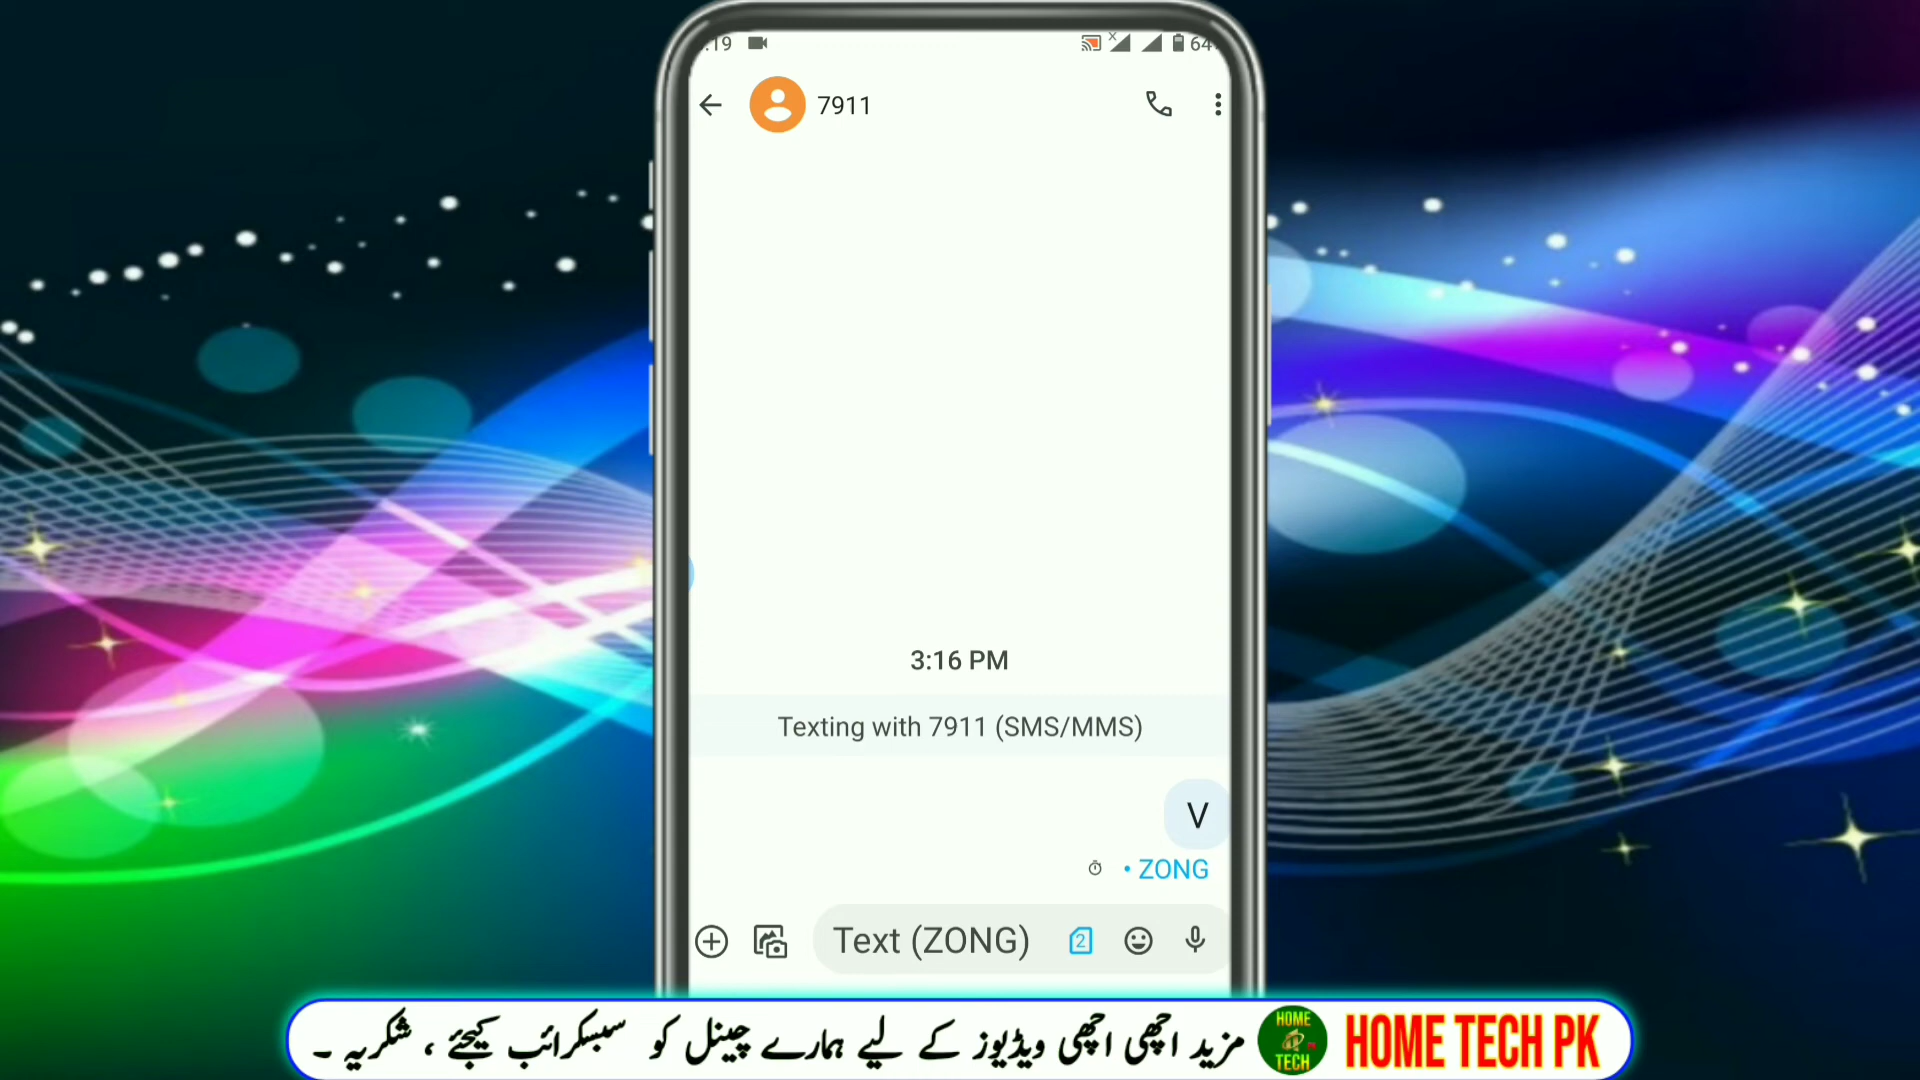 :19
64
7911
3:16 PM
Texting with 7911 (SMS/MMS)
V
• ZONG
Text (ZONG)
2
مزید اچھی اچھی ویڈیوز کے لیے ہمارے چینل کو سبسکرائب کیجئے ، شکریہ ۔
HOME
TECH
HOME TECH PK